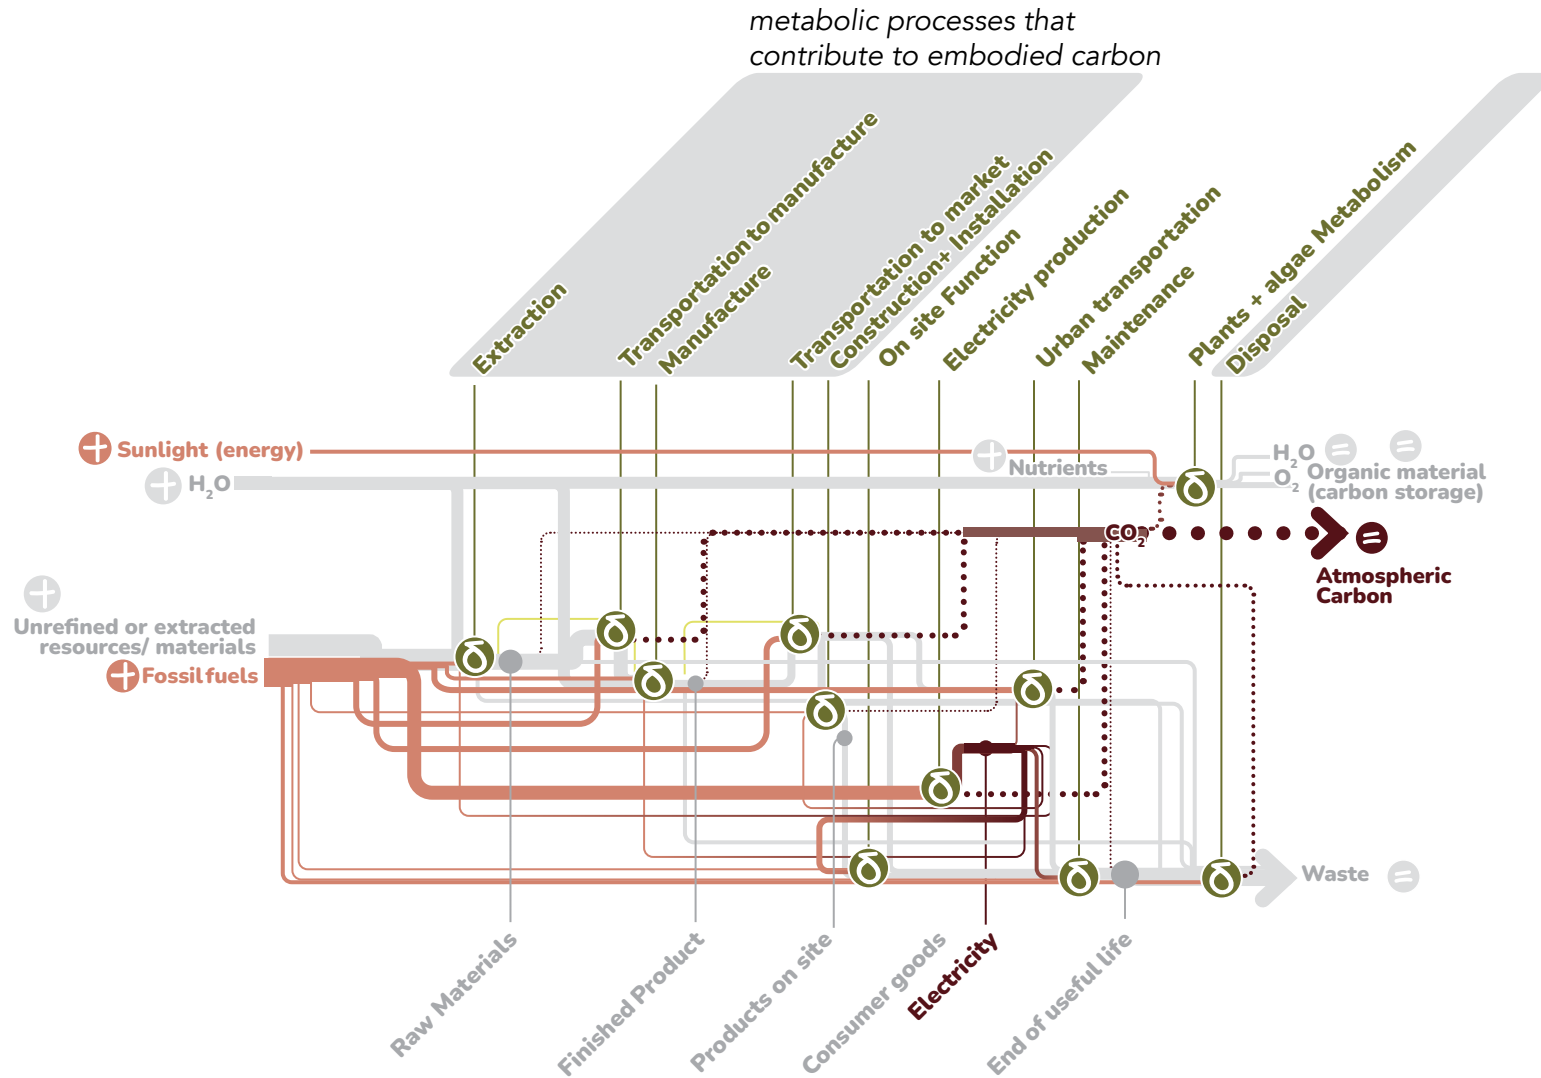 metabolic processes that
contribute to embodied carbon
Extraction
Transportation to manufacture
Manufacture
Transportation to market
Construction+ Installation
On site Function
Electricity production
Urban transportation
Maintenance
Plants + algae Metabolism
Disposal
Sunlight (energy)
H2O
Nutrients
H2O
O2
Organic material
(carbon storage)
CO2
Atmospheric
Carbon
Unrefined or extracted
resources/ materials
Fossil fuels
Waste
Raw Materials
Finished Product
Products on site
Consumer goods
Electricity
End of useful life